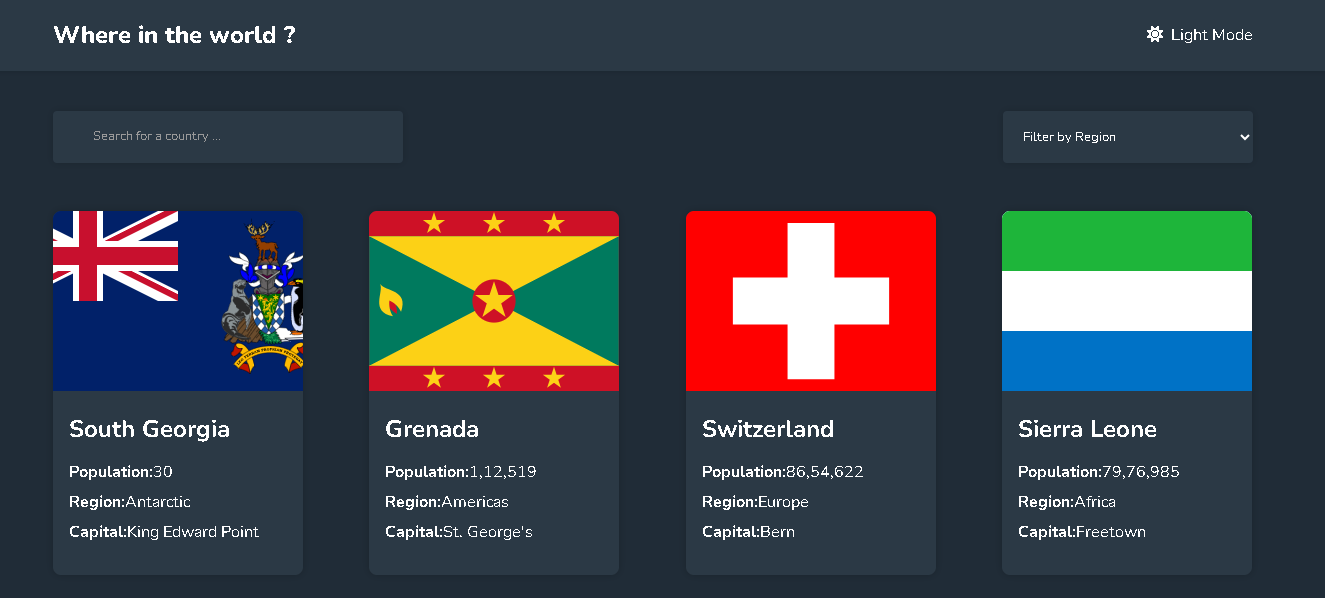 Where in the world ?
Light Mode
Search for a country ...
Filter by Region
South Georgia
Population:30
Region:Antarctic
Capital:King Edward Point
Grenada
Population:1,12,519
Region:Americas
Capital:St. George's
Switzerland
Population:86,54,622
Region:Europe
Capital:Bern
Sierra Leone
Population:79,76,985
Region:Africa
Capital:Freetown